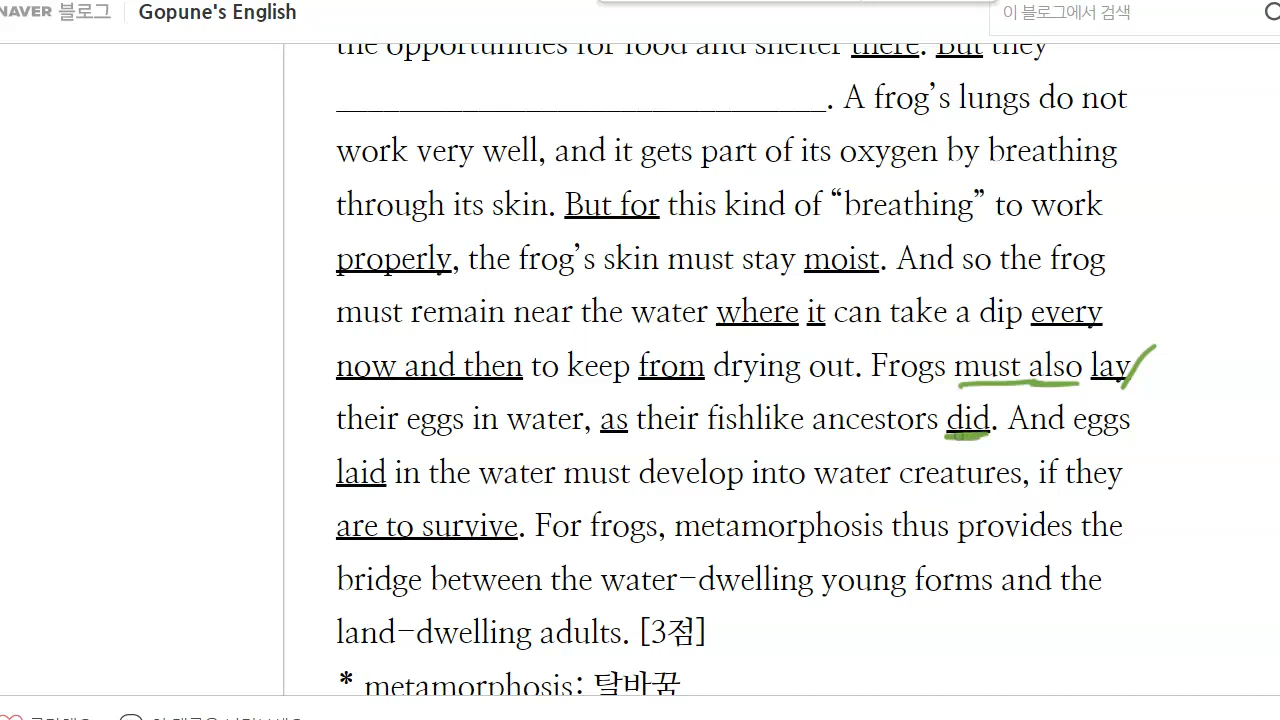 NAVER 블로그 Gopune's English 이 블로그에서 검색
the opportunities for food and shelter there. But they
______________________________. A frog's lungs do not
work very well, and it gets part of its oxygen by breathing
through its skin. But for this kind of “breathing” to work
properly, the frog's skin must stay moist. And so the frog
must remain near the water where it can take a dip every
now and then to keep from drying out. Frogs must also lay
their eggs in water, as their fishlike ancestors did. And eggs
laid in the water must develop into water creatures, if they
are to survive. For frogs, metamorphosis thus provides the
bridge between the water-dwelling young forms and the
land-dwelling adults. [3점]
* metamorphosis: 탈바꿈